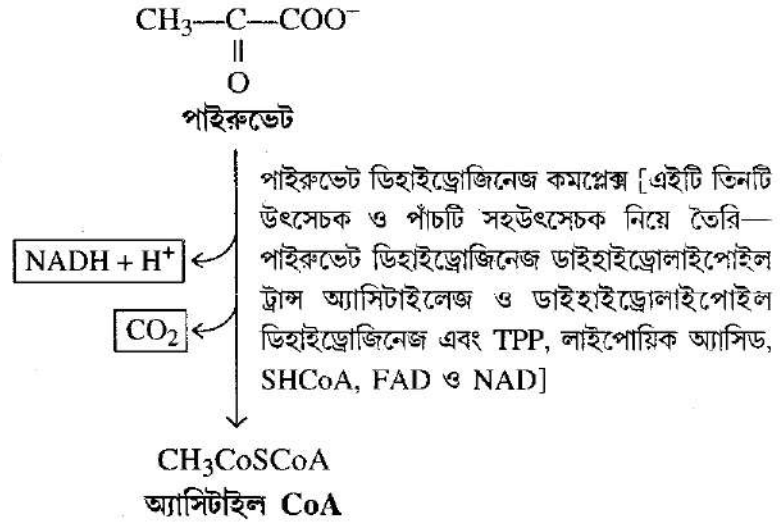 CH₃—C—COO⁻
||
O
পাইরুভেট
পাইরুভেট ডিহাইড্রোজিনেজ কমপ্লেক্স [এইটি তিনটি
উৎসেচক ও পাঁচটি সহউৎসেচক নিয়ে তৈরি—
পাইরুভেট ডিহাইড্রোজিনেজ ডাইহাইড্রোলাইপোইল
ট্রান্স অ্যাসিটাইলেজ ও ডাইহাইড্রোলাইপোইল
ডিহাইড্রোজিনেজ এবং TPP, লাইপোয়িক অ্যাসিড,
SHCoA, FAD ও NAD]
NADH + H⁺
CO₂
CH₃CoSCoA
অ্যাসিটাইল CoA